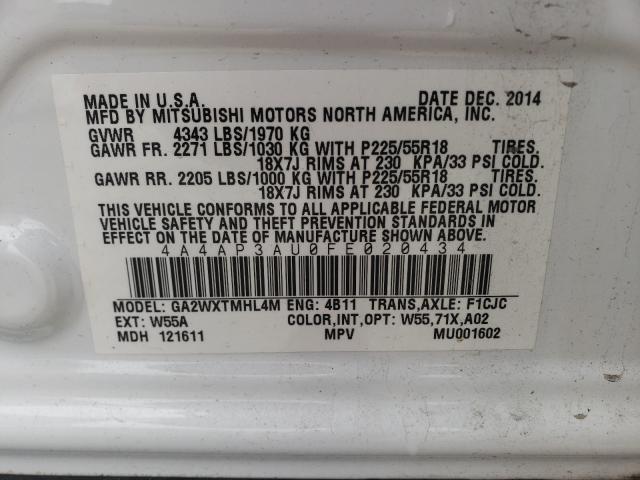 MADE IN U.S.A. DATE DEC. 2014
MFD BY MITSUBISHI MOTORS NORTH AMERICA, INC.
GVWR 4343 LBS/1970 KG
GAWR FR. 2271 LBS/1030 KG WITH P225/55R18 TIRES.
18X7J RIMS AT 230 KPA/33 PSI COLD.
GAWR RR. 2205 LBS/1000 KG WITH P225/55R18 TIRES.
18X7J RIMS AT 230 KPA/33 PSI COLD.
THIS VEHICLE CONFORMS TO ALL APPLICABLE FEDERAL MOTOR
VEHICLE SAFETY AND THEFT PREVENTION STANDARDS IN
EFFECT ON THE DATE OF MANUFACTURE SHOWN ABOVE.
4A4AP3AU0FE020434
MODEL: GA2WXTMHL4M ENG: 4B11 TRANS,AXLE: F1CJC
EXT: W55A COLOR,INT,OPT: W55,71X,A02
MDH 121611 MPV MU001602